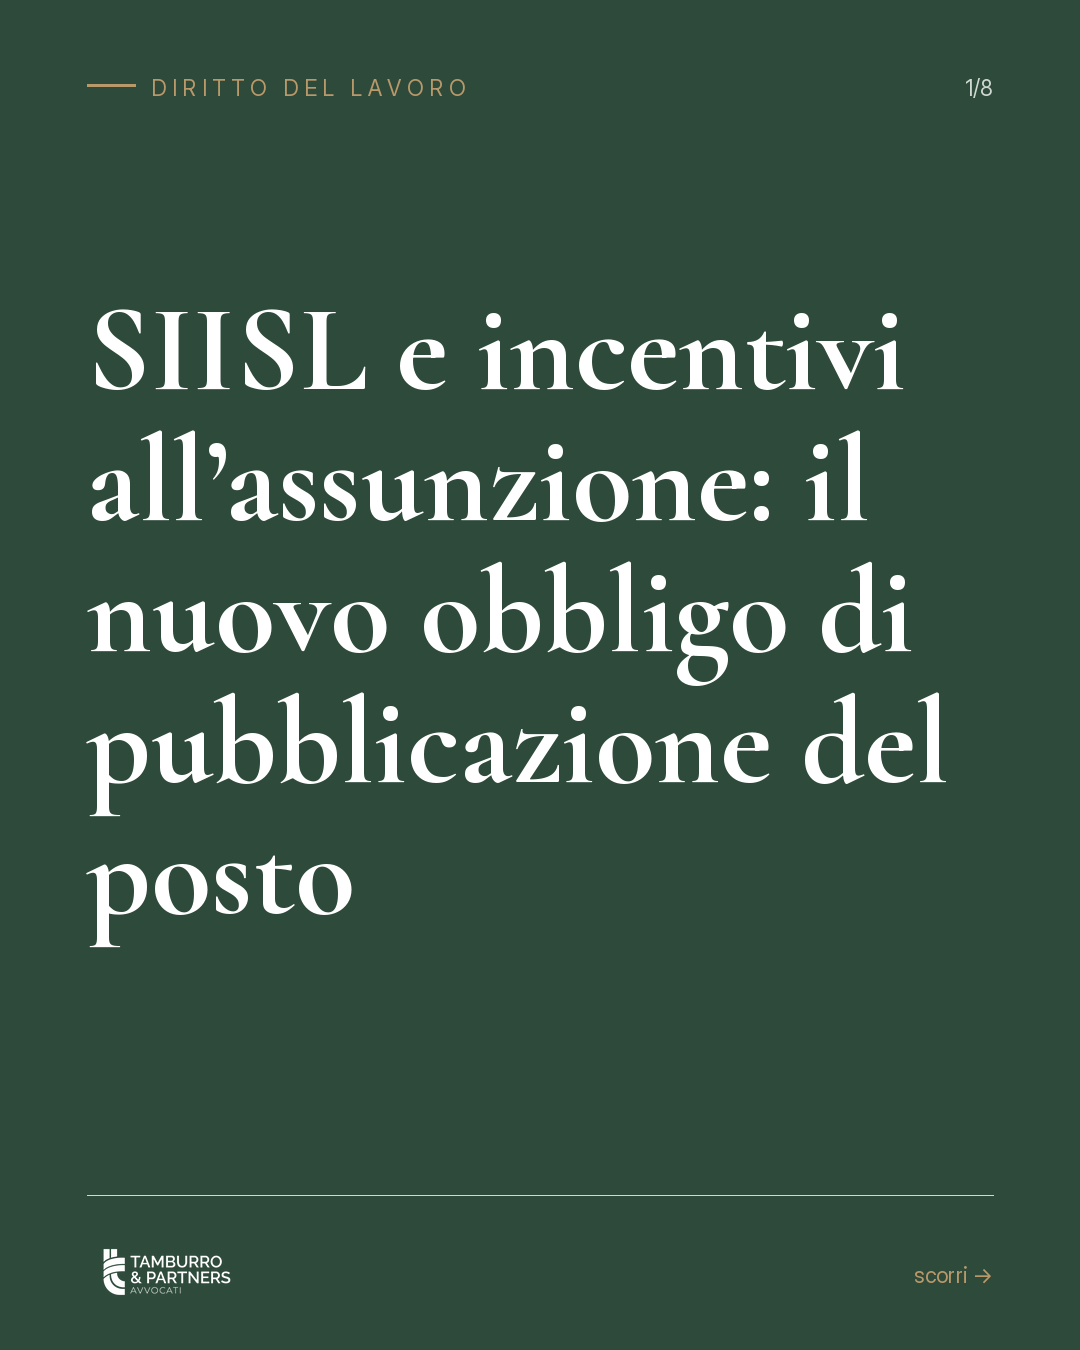 DIRITTO DEL LAVORO
1/8
SIISL e incentivi
all’assunzione: il
nuovo obbligo di
pubblicazione del
posto
TAMBURRO
& PARTNERS
AVVOCATI
scorri →